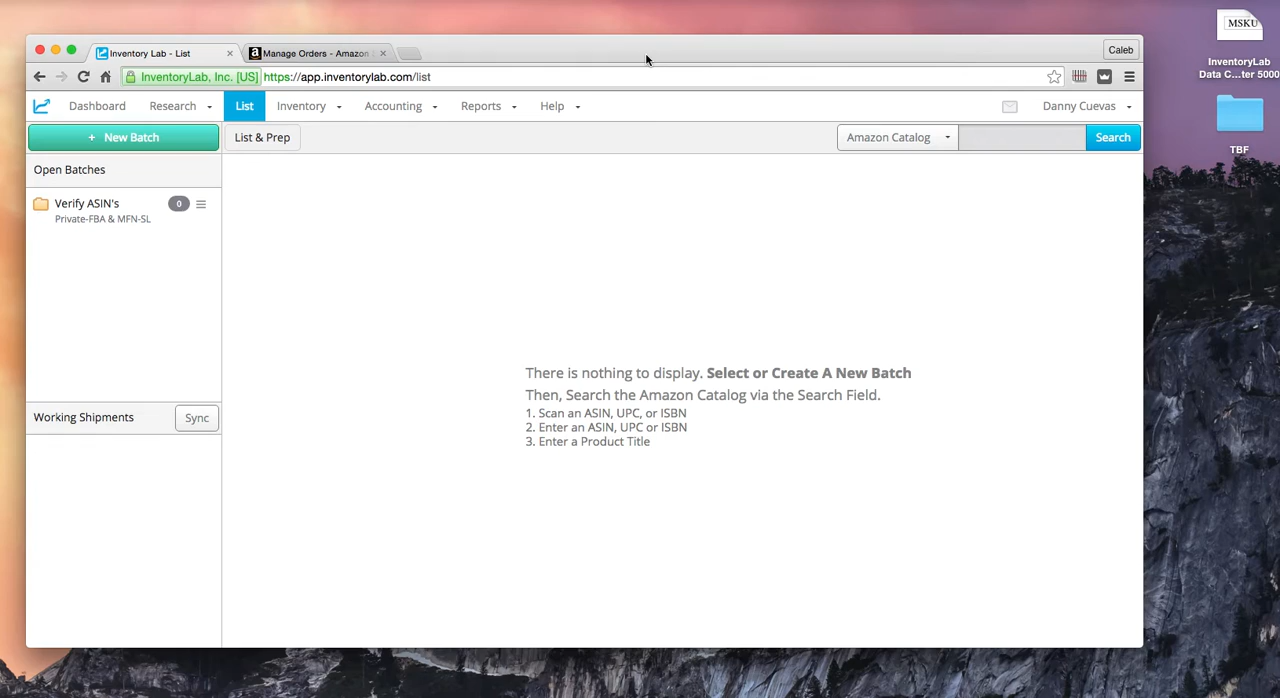 Inventory Lab - List
Manage Orders - Amazon
Caleb
InventoryLab, Inc. [US] https://app.inventorylab.com/list
Dashboard
Research
List
Inventory
Accounting
Reports
Help
Danny Cuevas
+ New Batch
List & Prep
Amazon Catalog
Search
Open Batches
Verify ASIN's
0
Private-FBA & MFN-SL
There is nothing to display. Select or Create A New Batch
Then, Search the Amazon Catalog via the Search Field.
1. Scan an ASIN, UPC, or ISBN
2. Enter an ASIN, UPC or ISBN
3. Enter a Product Title
Working Shipments
Sync
MSKU
InventoryLab
Data C...ter 5000
TBF